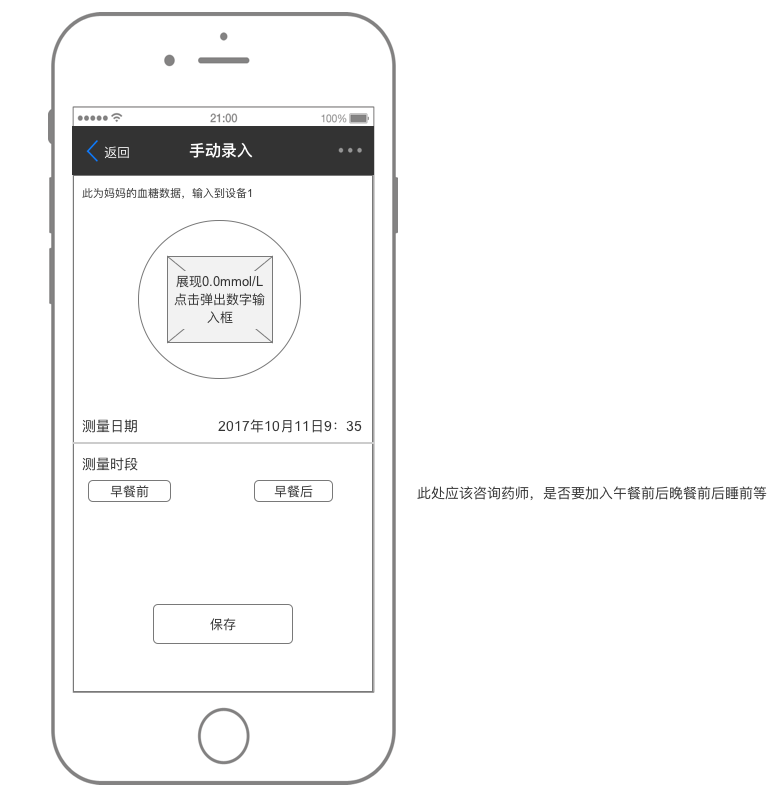 21:00
100%
返回
手动录入
此为妈妈的血糖数据，输入到设备1
展现0.0mmol/L
点击弹出数字输
入框
测量日期
2017年10月11日9：35
测量时段
早餐前
早餐后
此处应该咨询药师，是否要加入午餐前后晚餐前后睡前等
保存